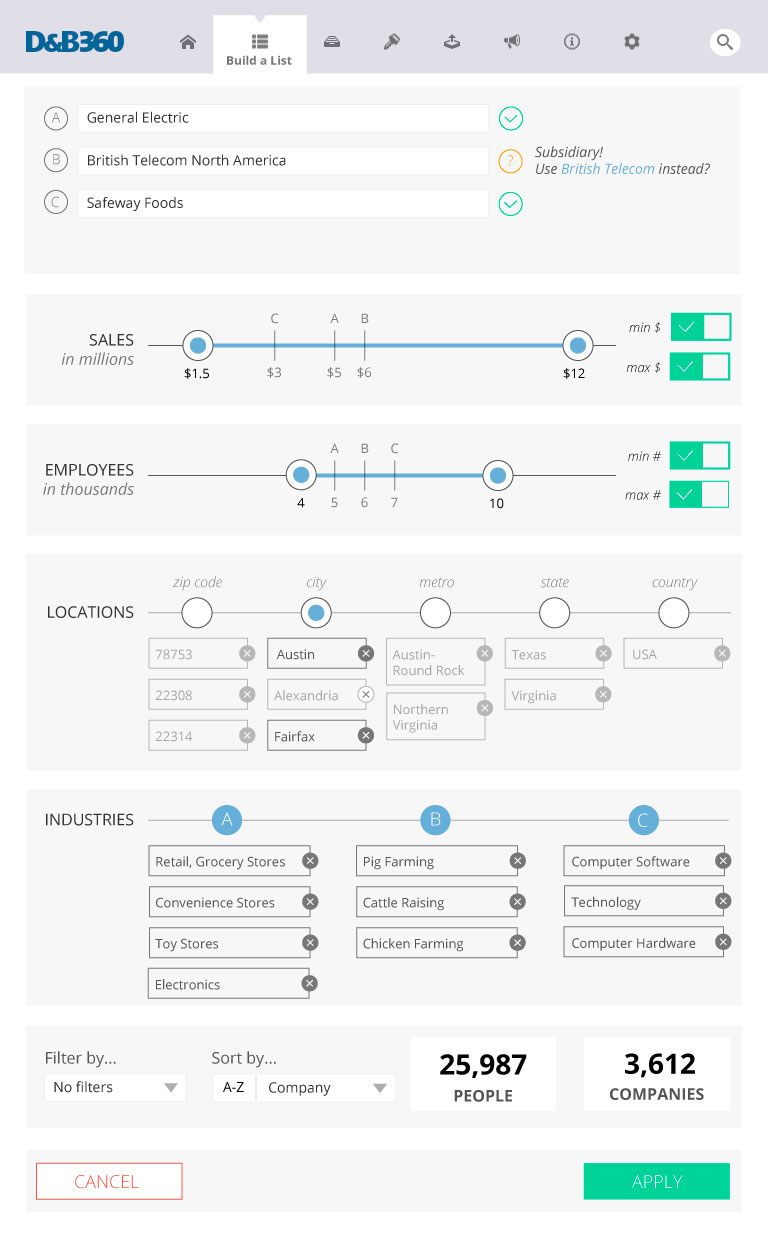 D&B360
Build a List
A General Electric
B British Telecom North America ? Subsidiary!
Use British Telecom instead?
C Safeway Foods
C A B
SALES
in millions
$1.5 $3 $5 $6 $12
min $
max $
A B C
EMPLOYEES
in thousands
4 5 6 7 10
min #
max #
zip code city metro state country
LOCATIONS
78753 Austin Austin-
Round Rock Texas USA
22308 Alexandria Northern
Virginia Virginia
22314 Fairfax
INDUSTRIES A B C
Retail, Grocery Stores Pig Farming Computer Software
Convenience Stores Cattle Raising Technology
Toy Stores Chicken Farming Computer Hardware
Electronics
Filter by... Sort by...
No filters A-Z Company
25,987
PEOPLE
3,612
COMPANIES
CANCEL APPLY